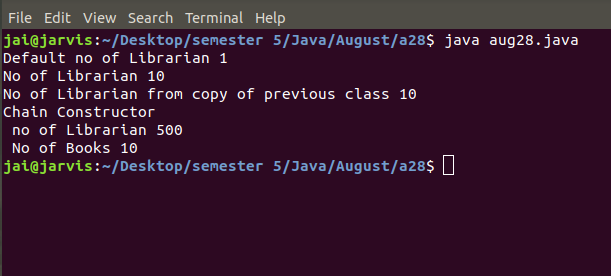 File Edit View Search Terminal Help
jai@jarvis:~/Desktop/semester 5/Java/August/a28$ java aug28.java
Default no of Librarian 1
No of Librarian 10
No of Librarian from copy of previous class 10
Chain Constructor
 no of Librarian 500
 No of Books 10
jai@jarvis:~/Desktop/semester 5/Java/August/a28$